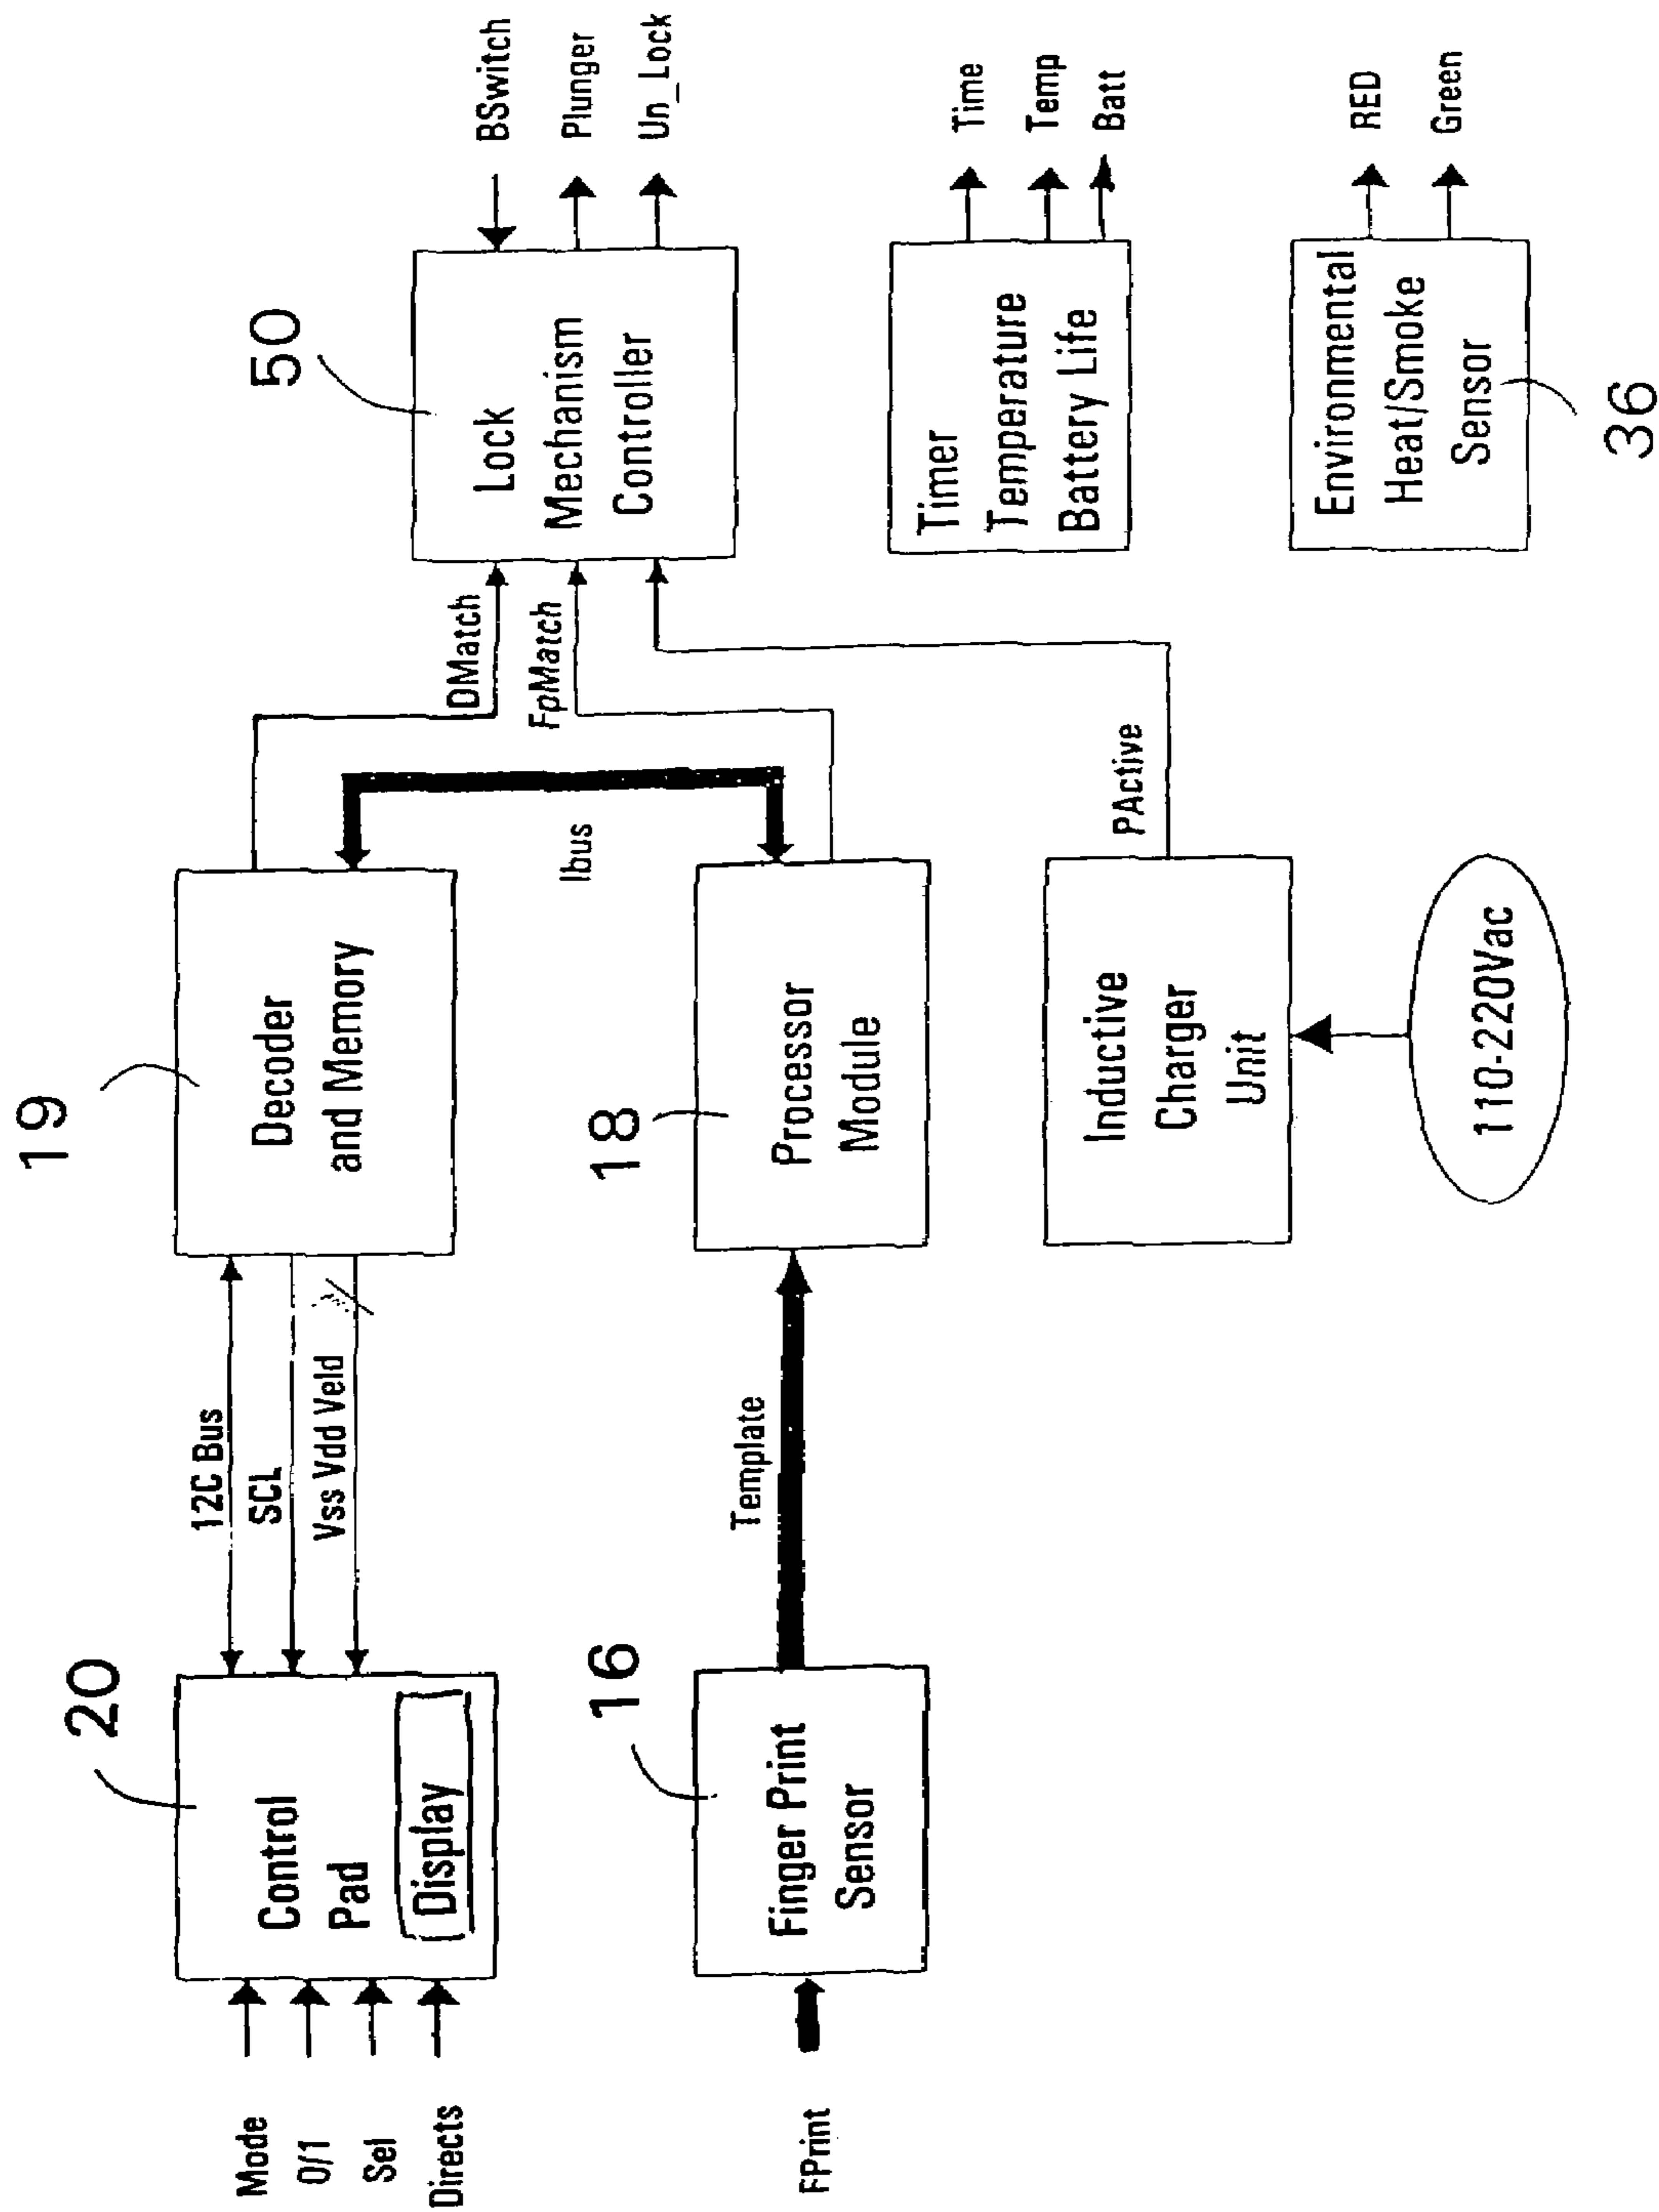 20
19
50
Mode
0/1
Sel
Directs
Control
Pad
Display
12C Bus
SCL
Vss Vdd Veld
Decoder
and Memory
IDMatch
FpMatch
Ibus
Lock
Mechanism
Controller
BSwitch
Plunger
Un_Lock
16
18
FPrint
Finger Print
Sensor
Template
Processor
Module
Timer
Temperature
Battery Life
Time
Temp
Batt
Inductive
Charger
Unit
PActive
110-220Vac
Environmental
Heat/Smoke
Sensor
RED
Green
36